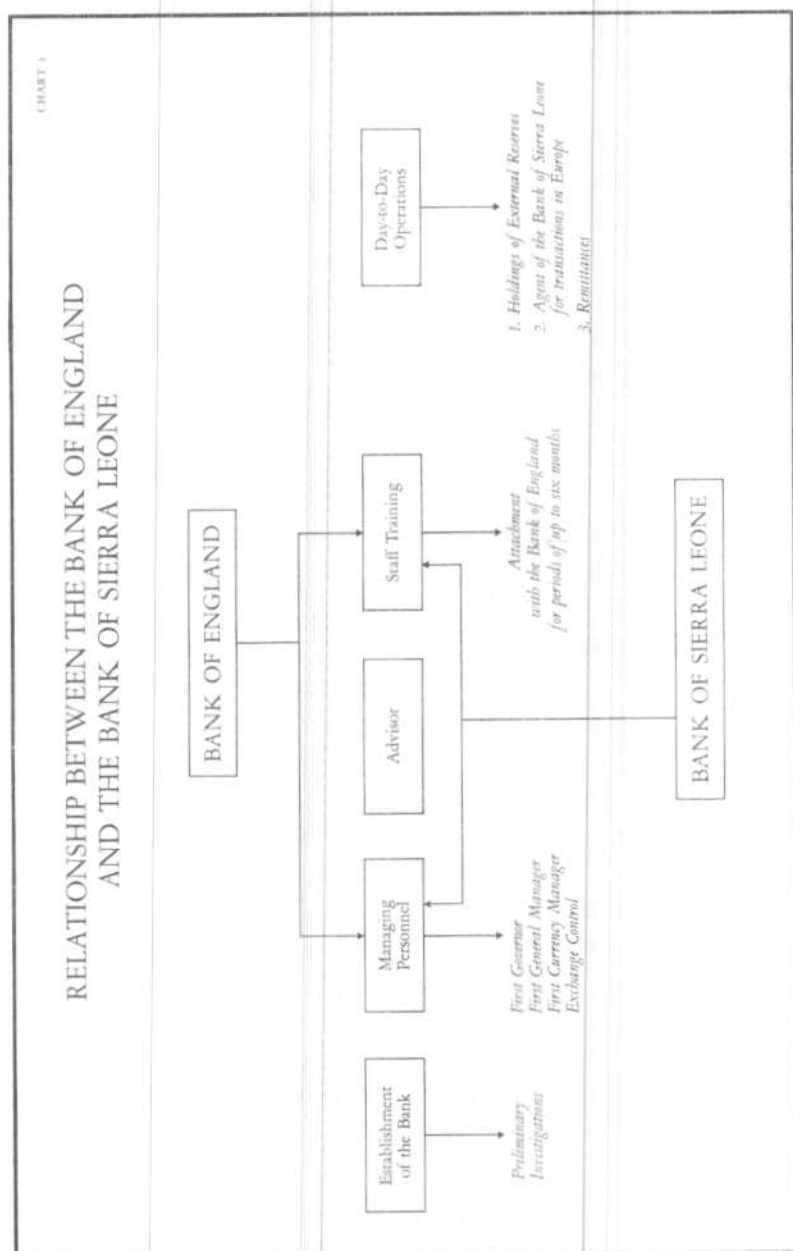 CHART 1
RELATIONSHIP BETWEEN THE BANK OF ENGLAND
AND THE BANK OF SIERRA LEONE
BANK OF ENGLAND
Establishment
of the Bank
Managing
Personnel
Advisor
Staff Training
Day-to-Day
Operations
Preliminary
Investigations
First Governor
First General Manager
First Currency Manager
Exchange Control
Attachment
with the Bank of England
for periods of up to six months
1. Holdings of External Reserves
2. Agent of the Bank of Sierra Leone
for transactions in Europe
3. Remittances
BANK OF SIERRA LEONE